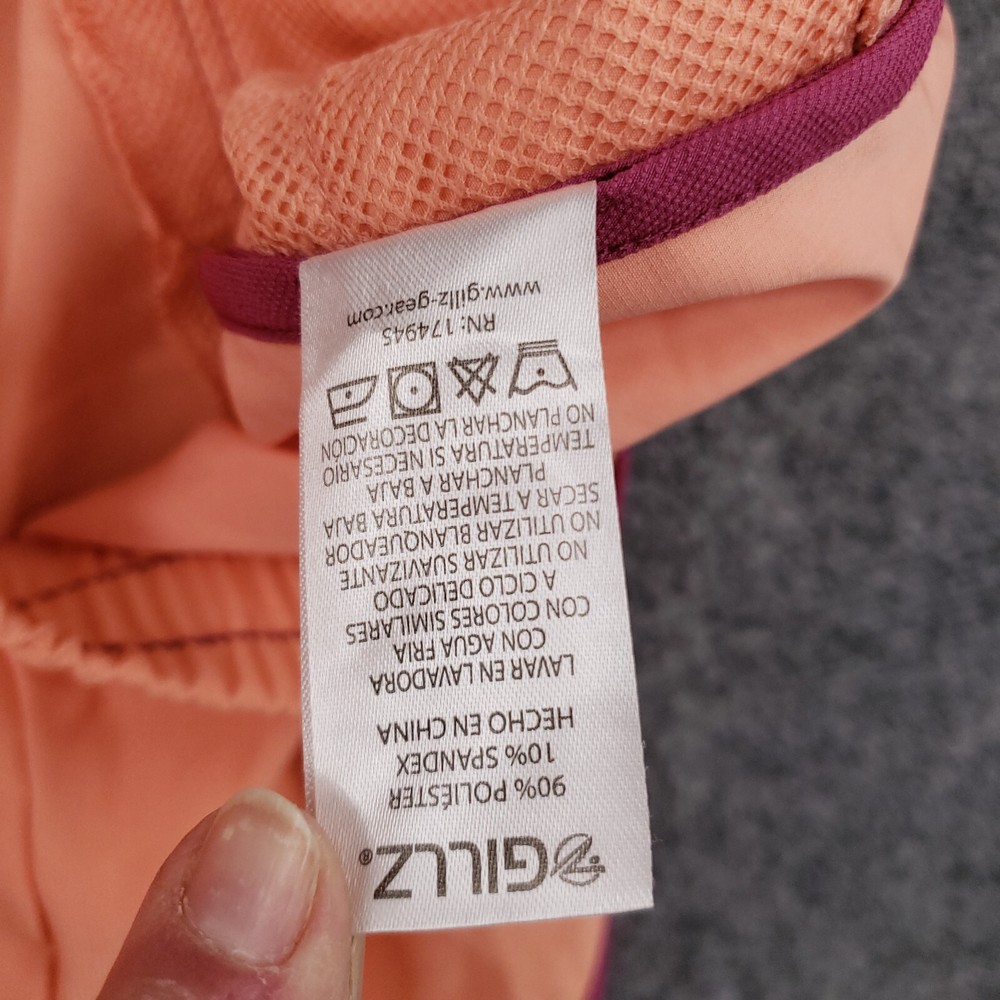 GILLZ®
90% POLIÉSTER
10% SPANDEX
HECHO EN CHINA
LAVAR EN LAVADORA
CON AGUA FRIA
CON COLORES SIMILARES
A CICLO DELICADO
NO UTILIZAR SUAVIZANTE
NO UTILIZAR BLANQUEADOR
SECAR A TEMPERATURA BAJA
PLANCHAR A BAJA
TEMPERATURA SI NECESARIO
NO PLANCHAR LA DECORACION
RN: 174945
www.gillz-gear.com